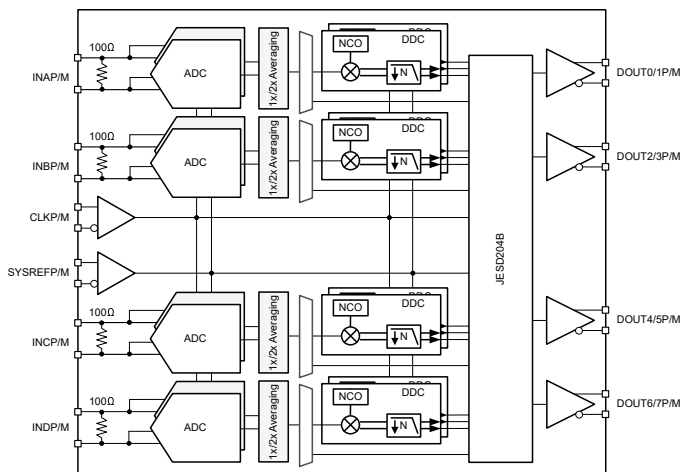 100Ω
INAP/M
ADC
1x/2x Averaging
NCO
DDC
N
DOUT0/1P/M
100Ω
INBP/M
ADC
1x/2x Averaging
NCO
DDC
N
DOUT2/3P/M
CLKP/M
SYSREFP/M
JESD204B
100Ω
INCP/M
ADC
1x/2x Averaging
NCO
DDC
N
DOUT4/5P/M
100Ω
INDP/M
ADC
1x/2x Averaging
NCO
DDC
N
DOUT6/7P/M